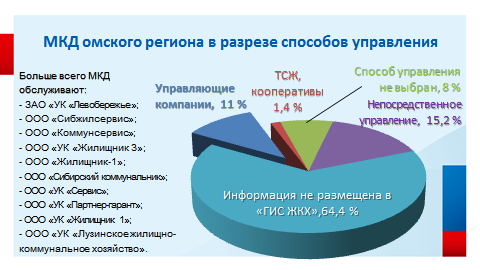 МКД омского региона в разрезе способов управления
Больше всего МКД
обслуживают:
- ЗАО «УК «Левобережье»;
- ООО «Сибжилсервис»;
- ООО «Коммунсервис»;
- ООО «УК «Жилищник 3»;
- ООО «Жилищник-1»;
- ООО «Сибирский коммунальник»;
- ООО «УК «Сервис»;
- ООО «УК «Партнер-гарант»;
- ООО «УК «Жилищник 1»;
- ООО «УК «Лузинское жилищно-
коммунальное хозяйство».
Управляющие
компании, 11 %
ТСЖ,
кооперативы
1,4 %
Способ управления
не выбран, 8 %
Непосредственное
управление, 15,2 %
Информация не размещена в
«ГИС ЖКХ»,64,4 %